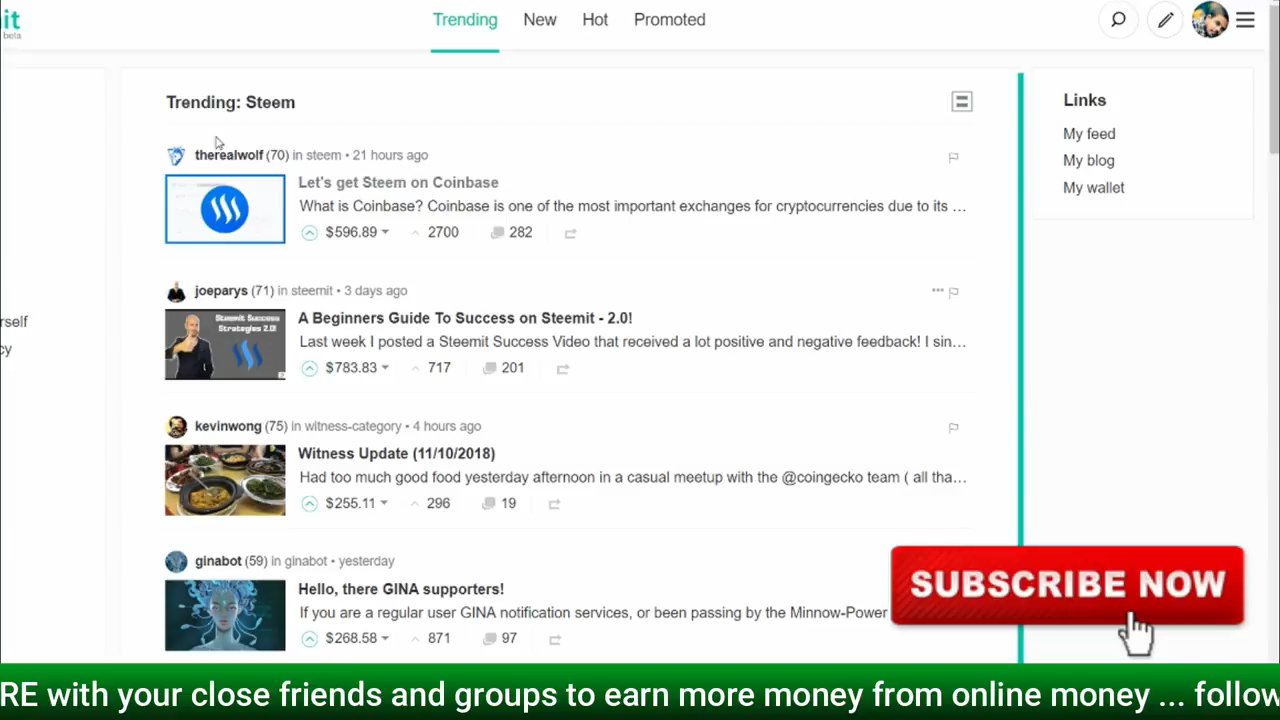 it
beta
Trending New Hot Promoted
Trending: Steem
therealwolf (70) in steem • 21 hours ago
Let's get Steem on Coinbase
What is Coinbase? Coinbase is one of the most important exchanges for cryptocurrencies due to its ...
$596.89 2700 282
joeparys (71) in steemit • 3 days ago
Steemit Success
Strategies 2.0!
A Beginners Guide To Success on Steemit - 2.0!
Last week I posted a Steemit Success Video that received a lot positive and negative feedback! I sin...
$783.83 717 201
kevinwong (75) in witness-category • 4 hours ago
Witness Update (11/10/2018)
Had too much good food yesterday afternoon in a casual meetup with the @coingecko team ( all tha...
$255.11 296 19
ginabot (59) in ginabot • yesterday
Hello, there GINA supporters!
If you are a regular user GINA notification services, or been passing by the Minnow-Power
$268.58 871 97
Links
My feed
My blog
My wallet
rself
cy
SUBSCRIBE NOW
RE with your close friends and groups to earn more money from online money ... follow